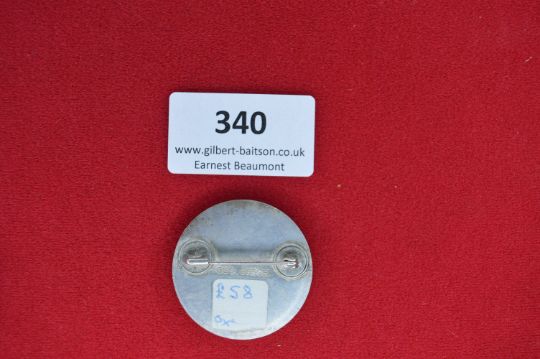 340
www.gilbert-baitson.co.uk
Earnest Beaumont
£58